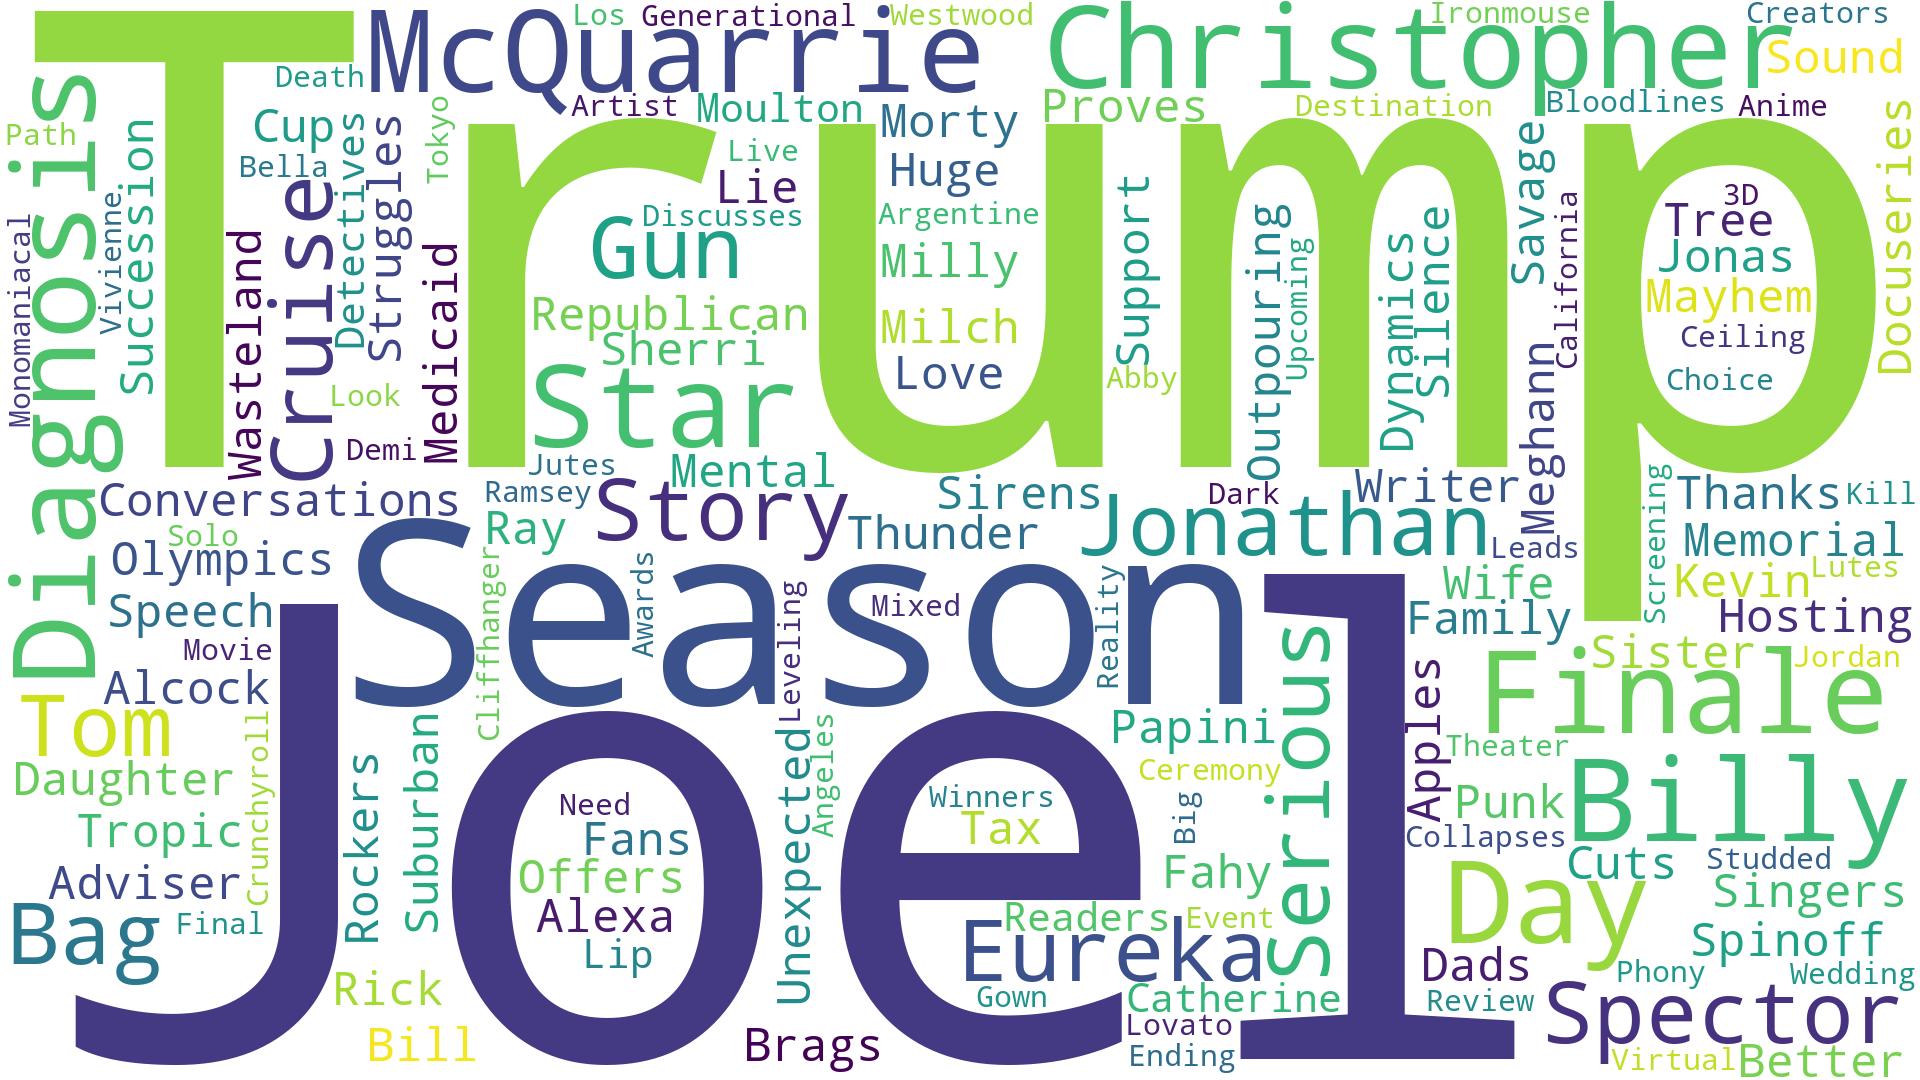 Trump
Joel
Season
Los
Generational
Westwood
McQuarrie
Christopher
Ironmouse
Creators
Sound
Death
Artist
Moulton
Morty
Proves
Destination
Bloodlines
Anime
Path
Diagnosis
Succession
Cup
Bella
Detectives
Struggles
Tokyo
Live
Lie
Huge
Discusses
Argentine
Gun
Milly
Support
Outpouring
Upcoming
Dynamics
Silence
Savage
California
3D
Tree
Jonas
Mayhem
Ceiling
Choice
Docuseries
Monomaniacal
Vivienne
Wasteland
Cruise
Look
Demi
Medicaid
Republican
Sherri
Star
Milch
Love
Abby
Meghann
Jutes
Mental
Ramsey
Conversations
Solo
Olympics
Ray
Story
Sirens
Thunder
Dark
Jonathan
Writer
Leads
Screening
Thanks
Kill
Memorial
Wife
Kevin
Lutes
Family
Hosting
Speech
Movie
Alcock
Cliffhanger
Awards
Leveling
Mixed
Reality
Serious
Apples
Sister
Jordan
Finale
Tom
Daughter
Tropic
Crunchyroll
Rockers
Suburban
Unexpected
Angeles
Papini
Ceremony
Theater
Billy
Punk
Collapses
Need
Fans
Offers
Alexa
Lip
Winners
Tax
Big
Fahy
Cuts
Studded
Adviser
Bag
Final
Readers
Event
Eureka
Day
Singers
Spinoff
Dads
Phony
Wedding
Rick
Gown
Catherine
Review
Spector
Bill
Brags
Lovato
Ending
Virtual
Better